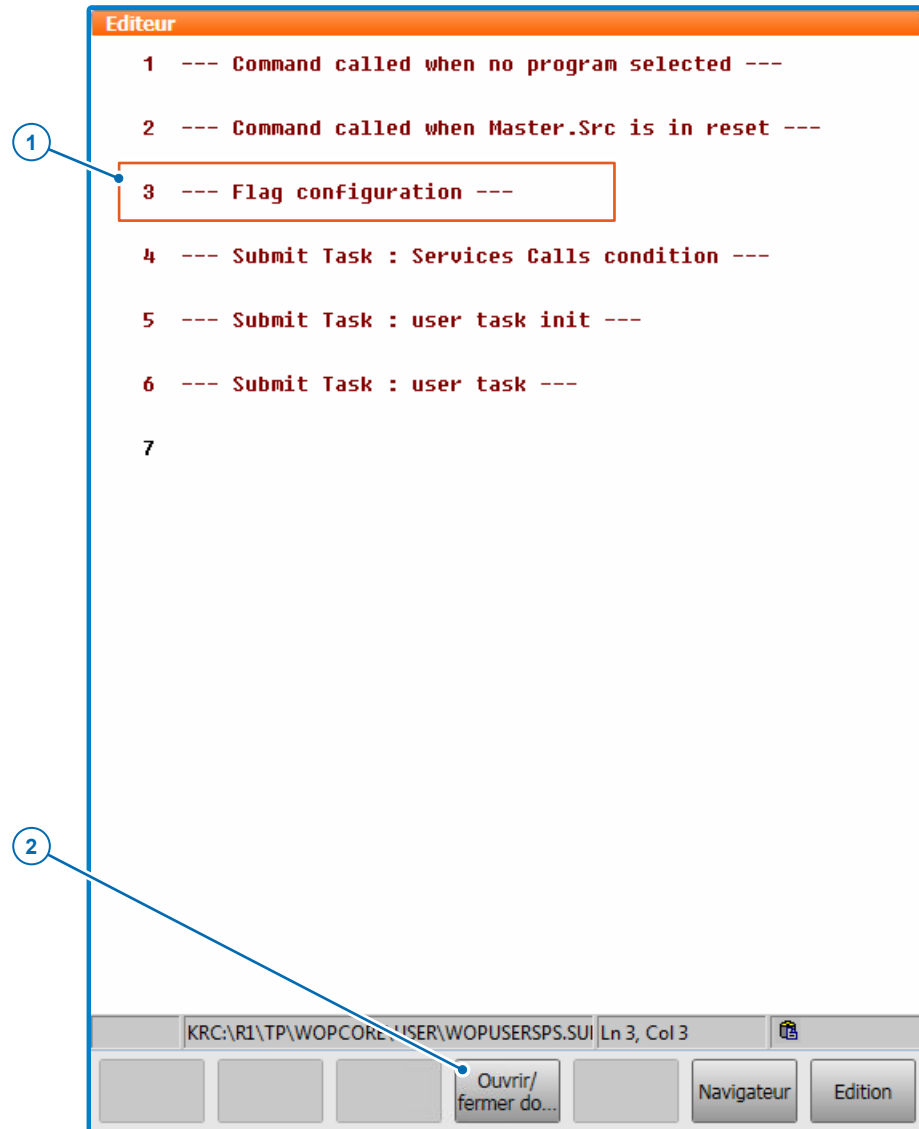 Editeur
1 --- Command called when no program selected ---
2 --- Command called when Master.Src is in reset ---
1
3 --- Flag configuration ---
4 --- Submit Task : Services Calls condition ---
5 --- Submit Task : user task init ---
6 --- Submit Task : user task ---
7
2
KRC:\R1\TP\WOPCORE\USER\WOPUSERSPS.SUI Ln 3, Col 3
Ouvrir/
fermer do...
Navigateur
Edition